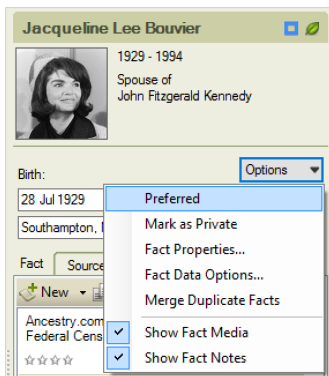 Jacqueline Lee Bouvier
1929 - 1994
Spouse of
John Fitzgerald Kennedy
Birth:
Options
28 Jul 1929
Southampton,
Preferred
Mark as Private
Fact Properties...
Fact Data Options...
Merge Duplicate Facts
Show Fact Media
Show Fact Notes
Fact
Source
New
Ancestry.com
Federal Cens